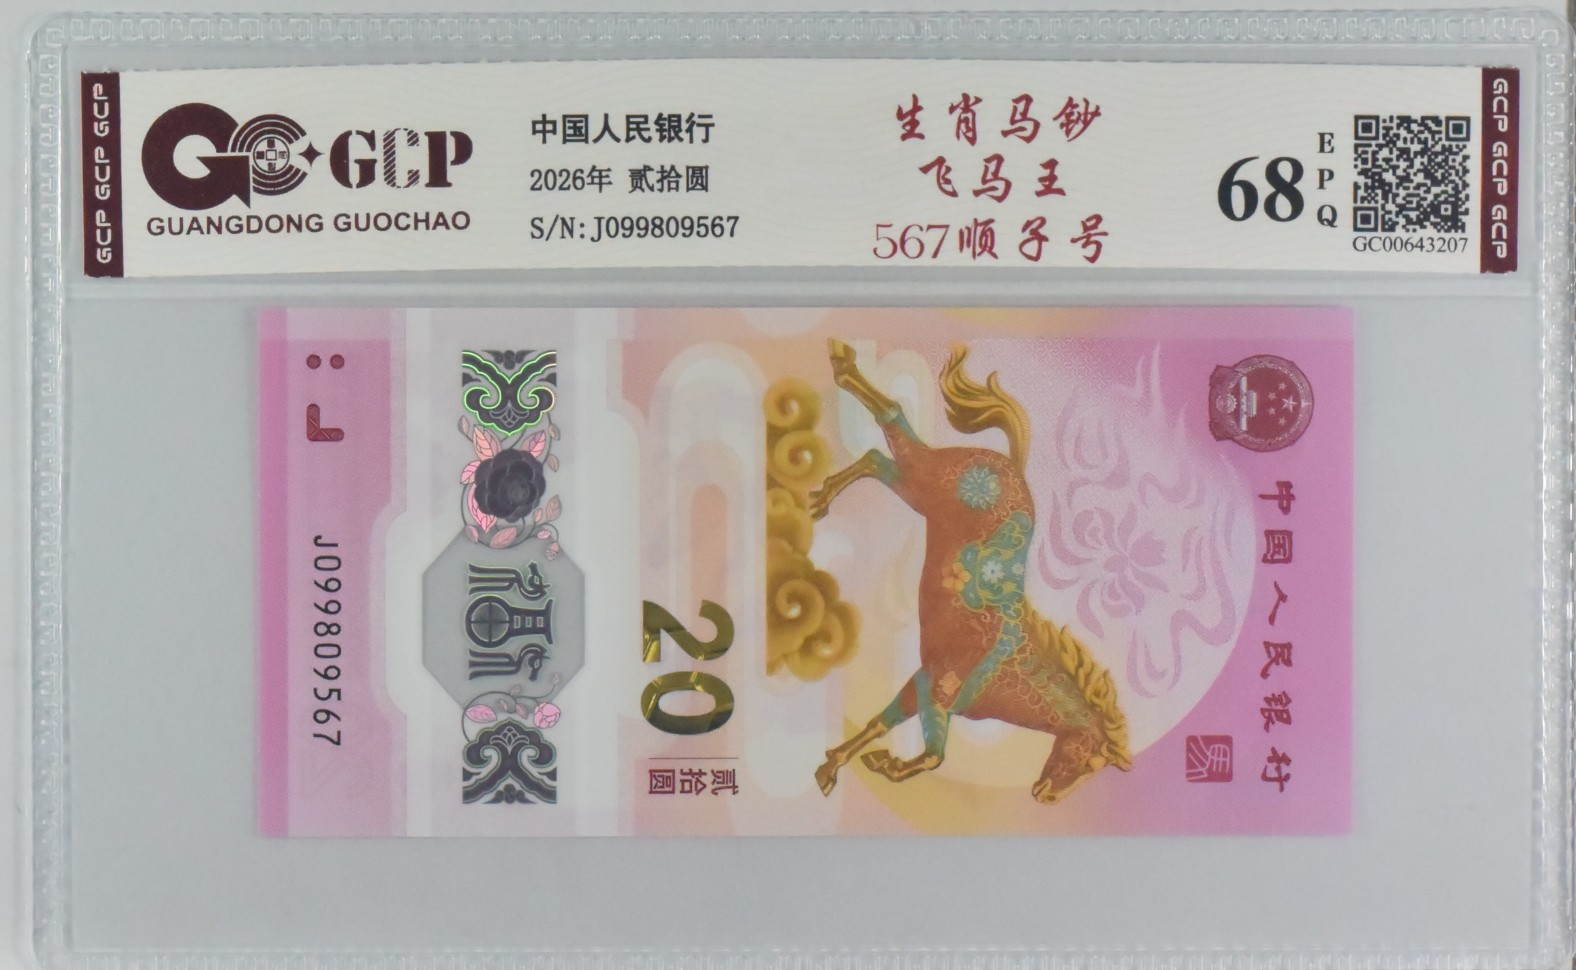 GCP GCP GCP
GCP
GUANGDONG GUOCHAO
中国人民银行
2026年 贰拾圆
S/N:J099809567
生肖马钞
飞马王
567顺子号
68
EPQ
GC00643207
GCP GCP GCP
中国人民银行
马
20
贰拾圆
J099809567